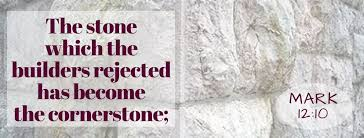 The stone
which the
builders rejected
has become
the cornerstone;
MARK
12:10